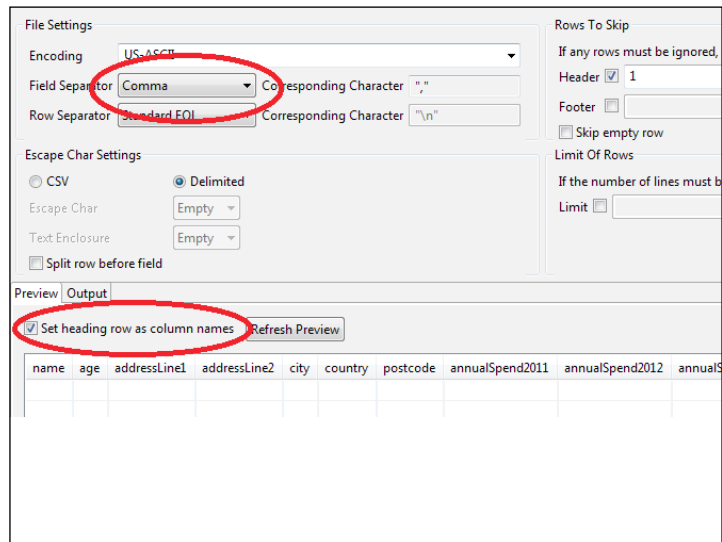 File Settings
Encoding US-ASCII
Field Separator Comma Corresponding Character ","
Row Separator Standard EOL Corresponding Character "\n"
Rows To Skip
If any rows must be ignored,
Header 1
Footer
Skip empty row
Escape Char Settings
CSV Delimited
Escape Char Empty
Text Enclosure Empty
Split row before field
Limit Of Rows
If the number of lines must b
Limit
Preview Output
Set heading row as column names Refresh Preview
name age addressLine1 addressLine2 city country postcode annualSpend2011 annualSpend2012 annualS